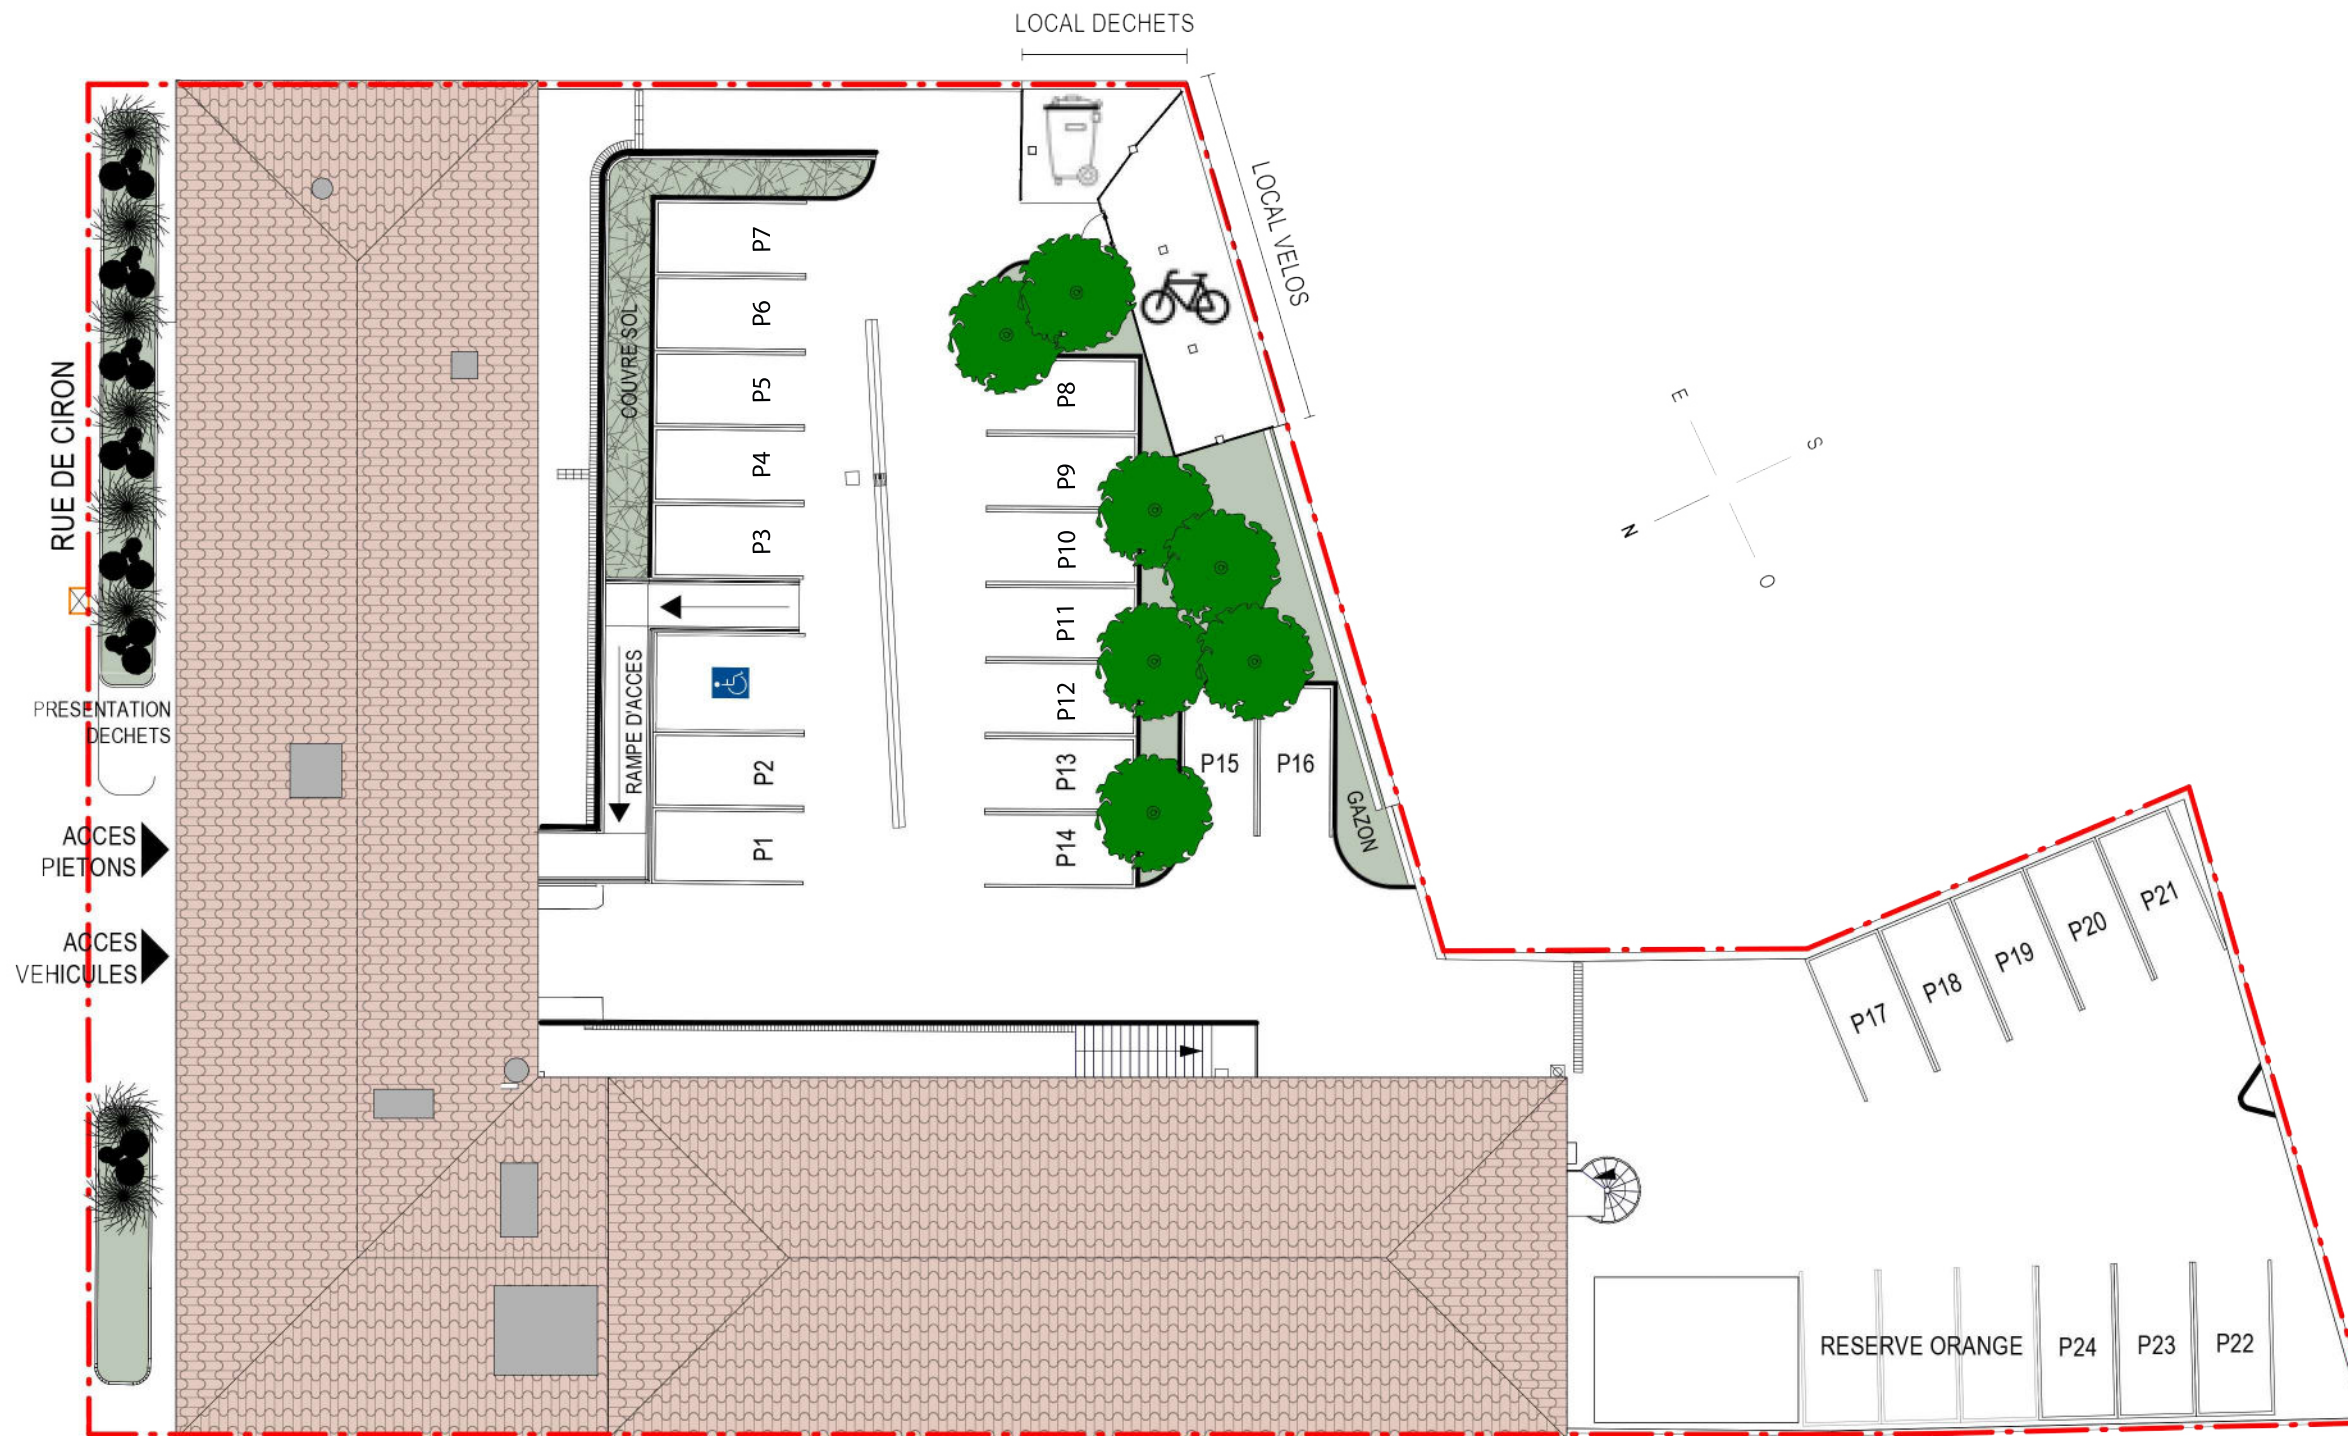 LOCAL DECHETS
LOCAL VELOS
RUE DE CIRON
COUVRE SOL
P7
P6
P5
P4
P3
P2
P1
RAMPE D'ACCES
P8
P9
P10
P11
P12
P13
P14
P15
P16
GAZON
PRESENTATION
DECHETS
ACCES
PIETONS
ACCES
VEHICULES
E
S
N
O
P17
P18
P19
P20
P21
RESERVE ORANGE
P24
P23
P22